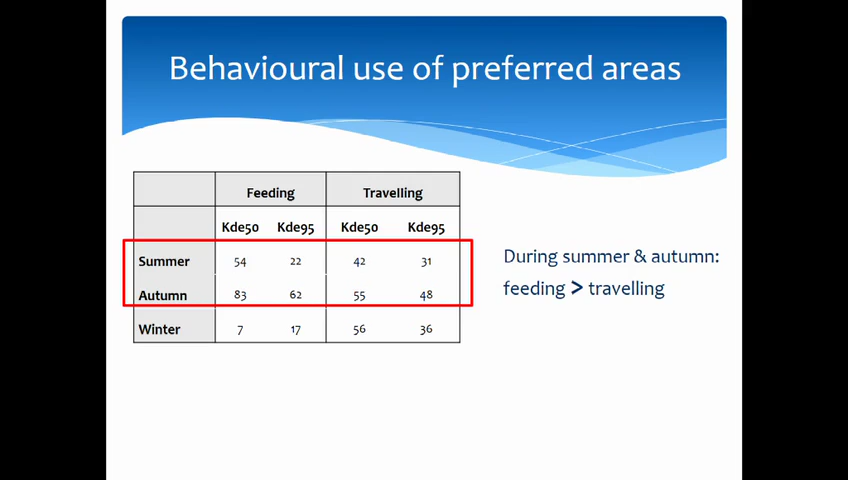 Behavioural use of preferred areas
Feeding Travelling
Kde50 Kde95 Kde50 Kde95
Summer 54 22 42 31
Autumn 83 62 55 48
Winter 7 17 56 36
During summer & autumn:
feeding > travelling